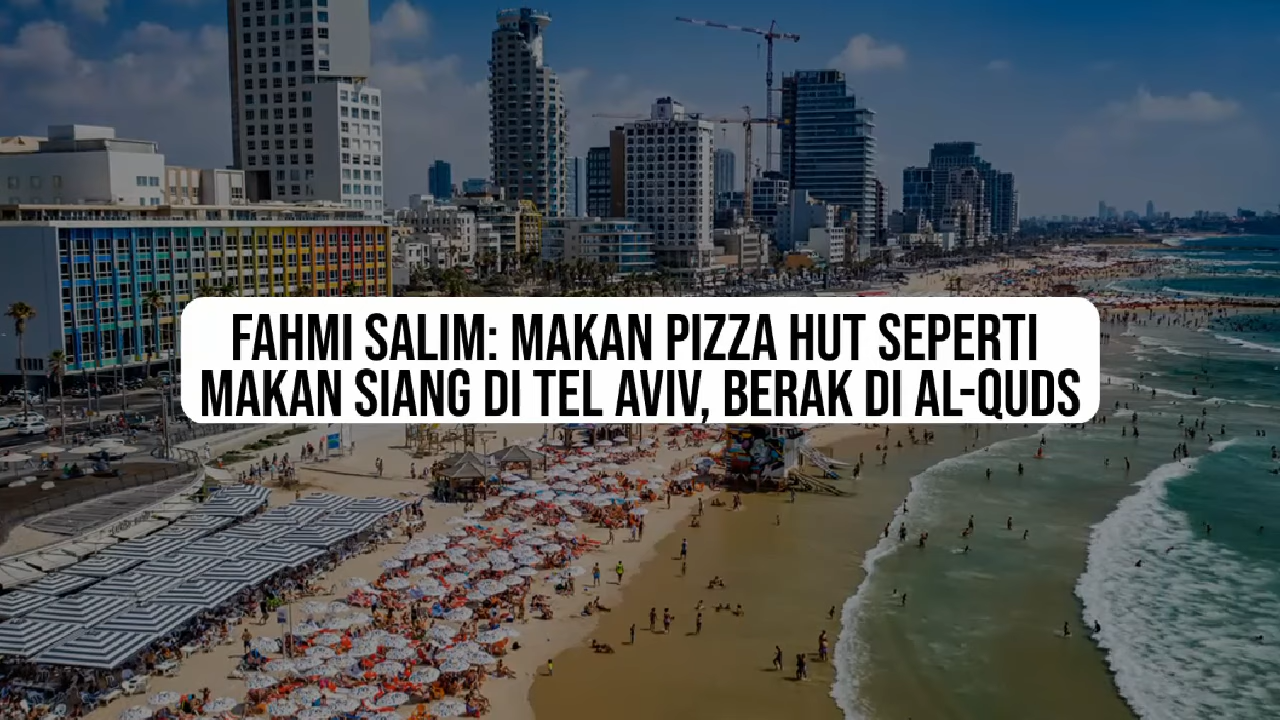 FAHMI SALIM: MAKAN PIZZA HUT SEPERTI
MAKAN SIANG DI TEL AVIV, BERAK DI AL-QUDS